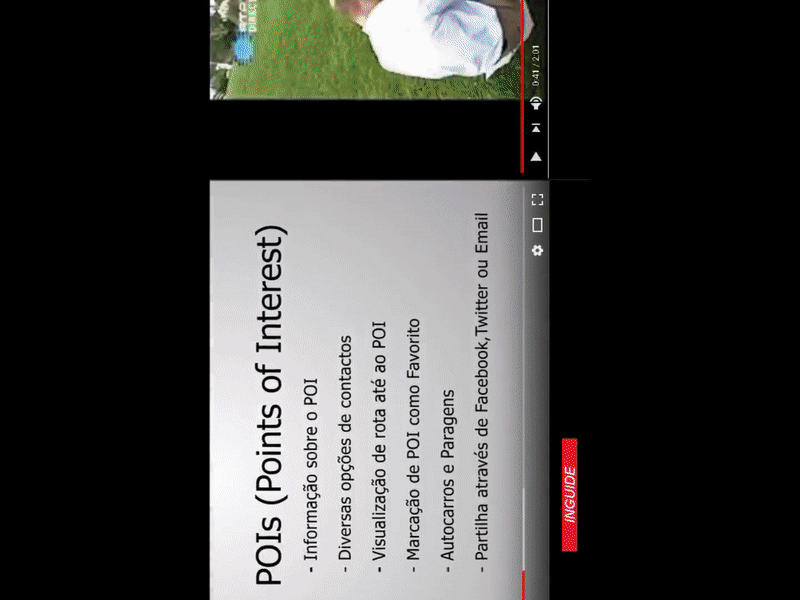 POIs (Points of Interest)
- Informação sobre o POI
- Diversas opções de contactos
- Visualização de rota até ao POI
- Marcação de POI como Favorito
- Autocarros e Paragens
- Partilha através de Facebook,Twitter ou Email
INGUIDE
0:41 / 2:01